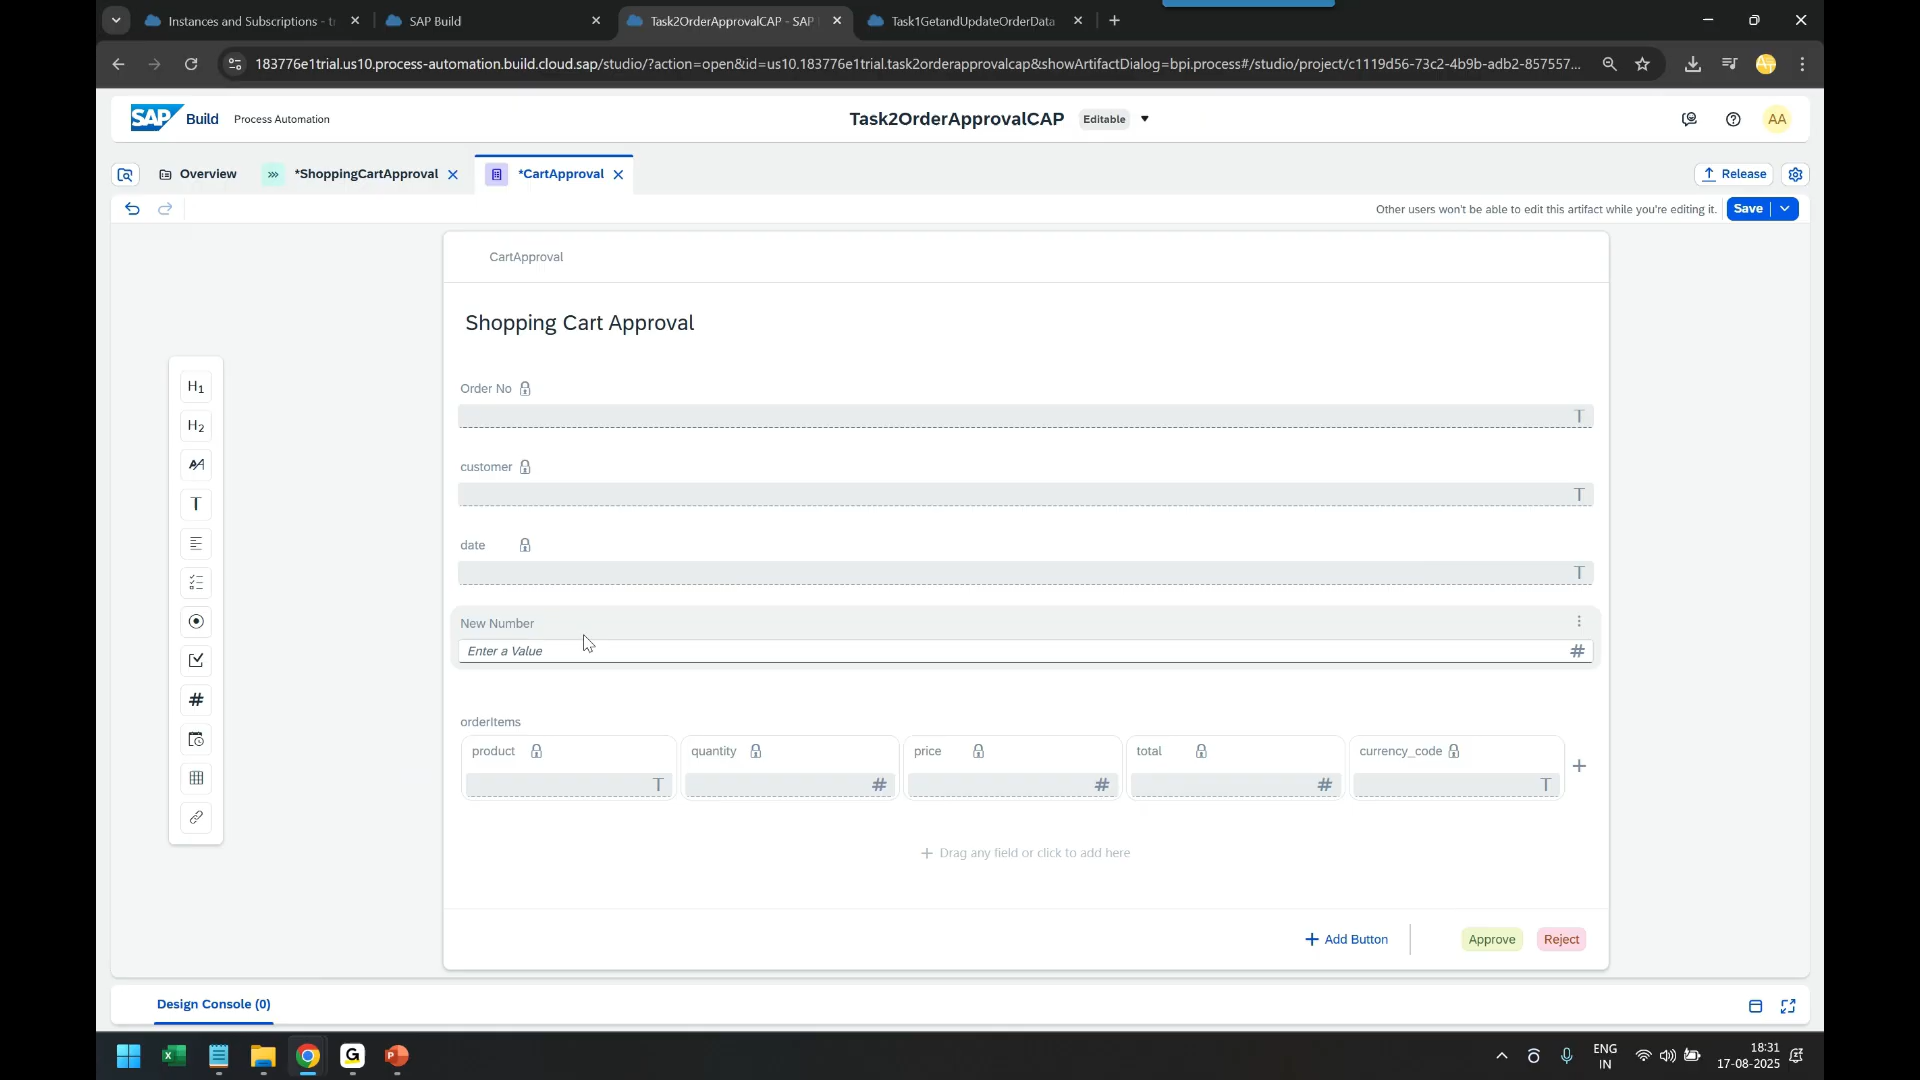 Instances and Subscriptions - tr
SAP Build
Task2OrderApprovalCAP - SAP
Task1GetandUpdateOrderData
183776e1trial.us10.process-automation.build.cloud.sap/studio/?action=open&id=us10.183776e1trial.task2orderapprovalcap&showArtifactDialog=bpi.process#/studio/project/c1119d56-73c2-4b9b-adb2-857557...
SAP Build Process Automation
Task2OrderApprovalCAP Editable
AA
Overview
*ShoppingCartApproval
*CartApproval
Release
Other users won't be able to edit this artifact while you're editing it.
Save
CartApproval
Shopping Cart Approval
H1
H2
Order No
T
customer
T
T
date
T
New Number
Enter a Value
#
#
orderItems
product
quantity
price
total
currency_code
T
#
#
#
T
Drag any field or click to add here
Add Button
Approve
Reject
Design Console (0)
ENG
IN
18:31
17-08-2025